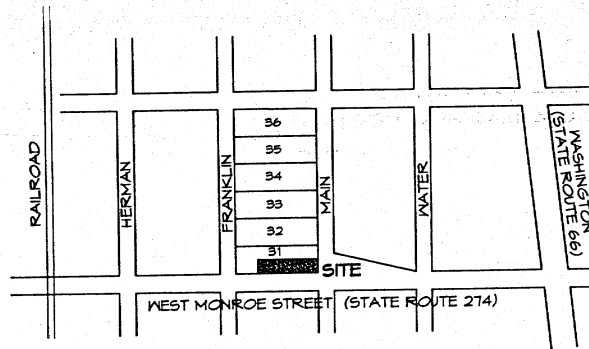 36
35
34
33
32
31
RAILROAD
HERMAN
FRANKLIN
MAIN
WATER
WASHINGTON
(STATE ROUTE 66)
SITE
WEST MONROE STREET (STATE ROUTE 274)